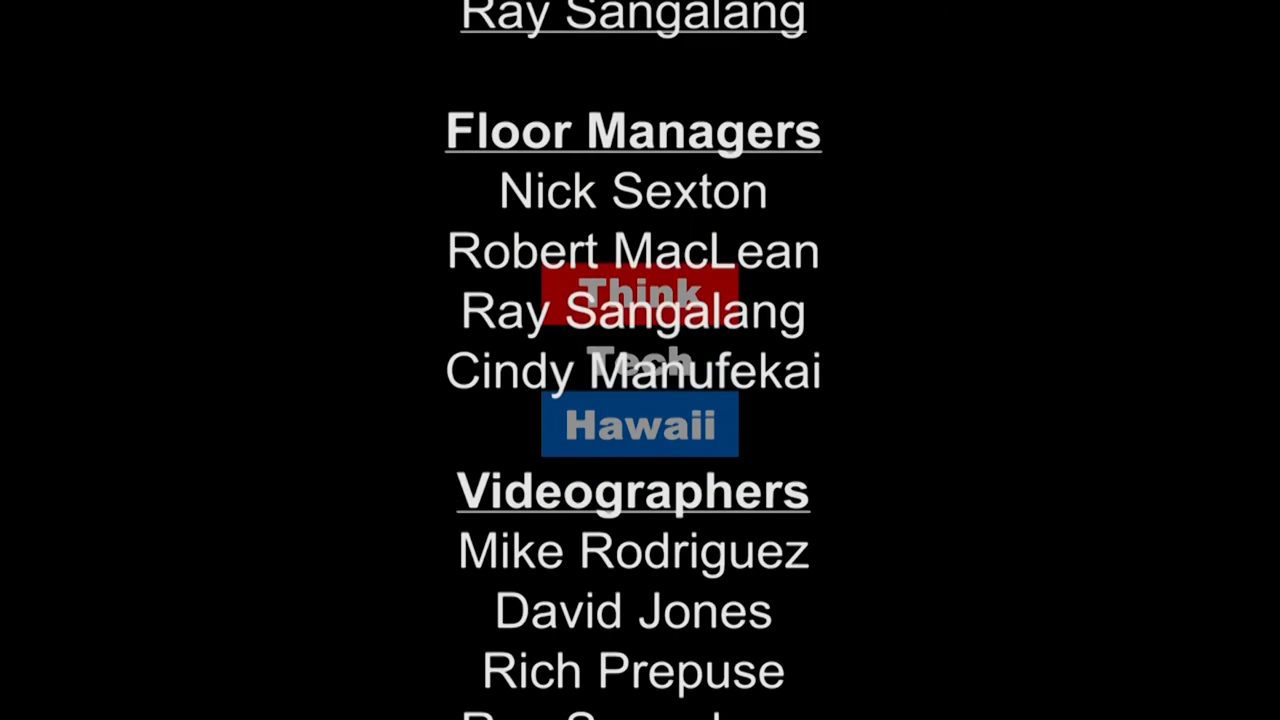 Ray Sangalang
Floor Managers
Nick Sexton
Robert MacLean
Think
Ray Sangalang
Tech
Cindy Manufekai
Hawaii
Videographers
Mike Rodriguez
David Jones
Rich Prepuse